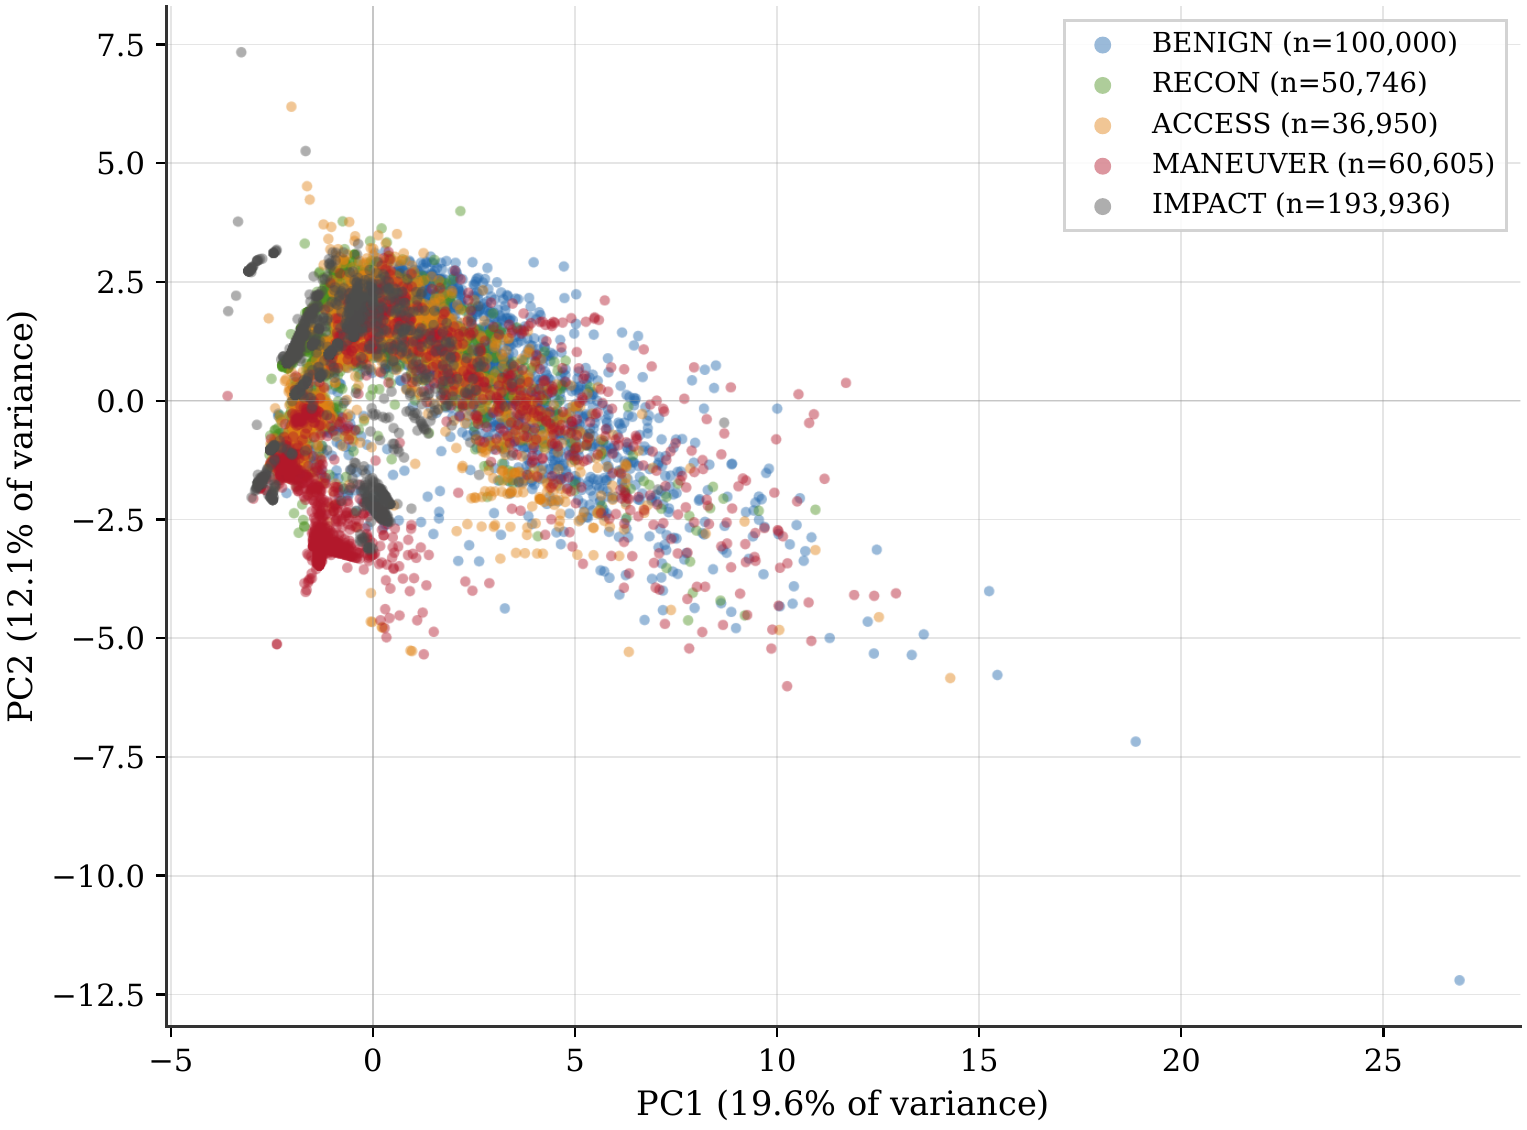 BENIGN (n=100,000)
RECON (n=50,746)
ACCESS (n=36,950)
MANEUVER (n=60,605)
IMPACT (n=193,936)
PC2 (12.1% of variance)
7.5
5.0
2.5
0.0
−2.5
−5.0
−7.5
−10.0
−12.5
−5
0
5
10
15
20
25
PC1 (19.6% of variance)